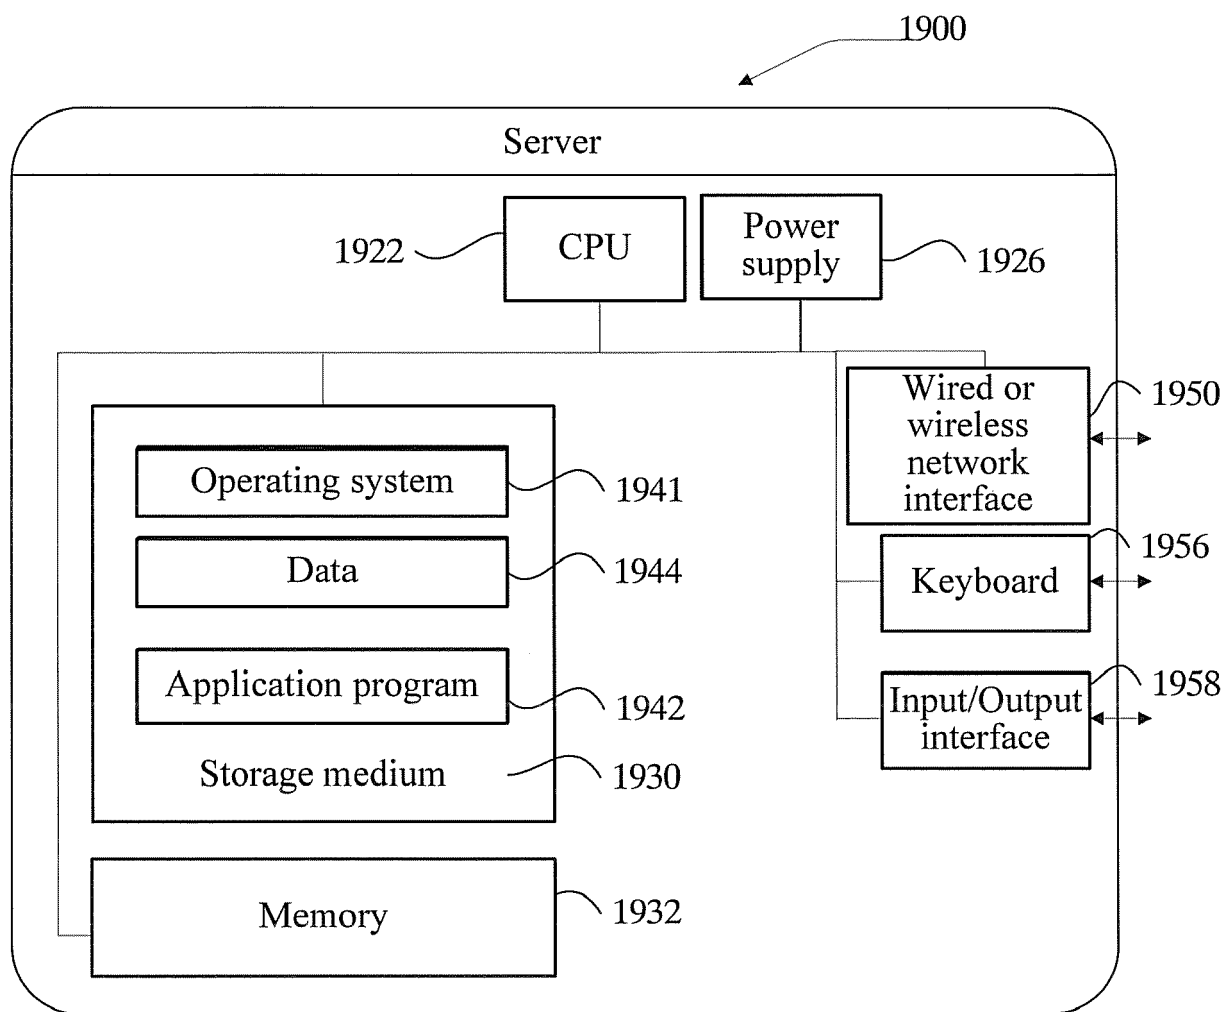 1900
Server
1922
CPU
Power
supply
1926
Wired or
wireless
network
interface
1950
Operating system
1941
Data
1944
Keyboard
1956
Application program
1942
Input/Output
interface
1958
Storage medium
1930
Memory
1932